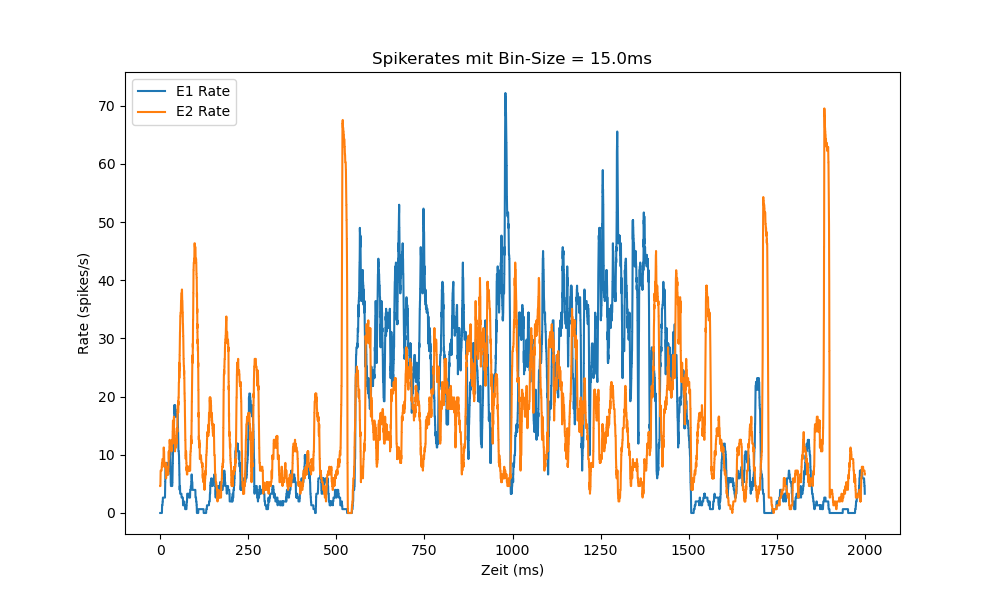 Spikerates mit Bin-Size = 15.0ms
E1 Rate
E2 Rate
70
60
50
40
30
20
10
0
Rate (spikes/s)
0 250 500 750 1000 1250 1500 1750 2000
Zeit (ms)